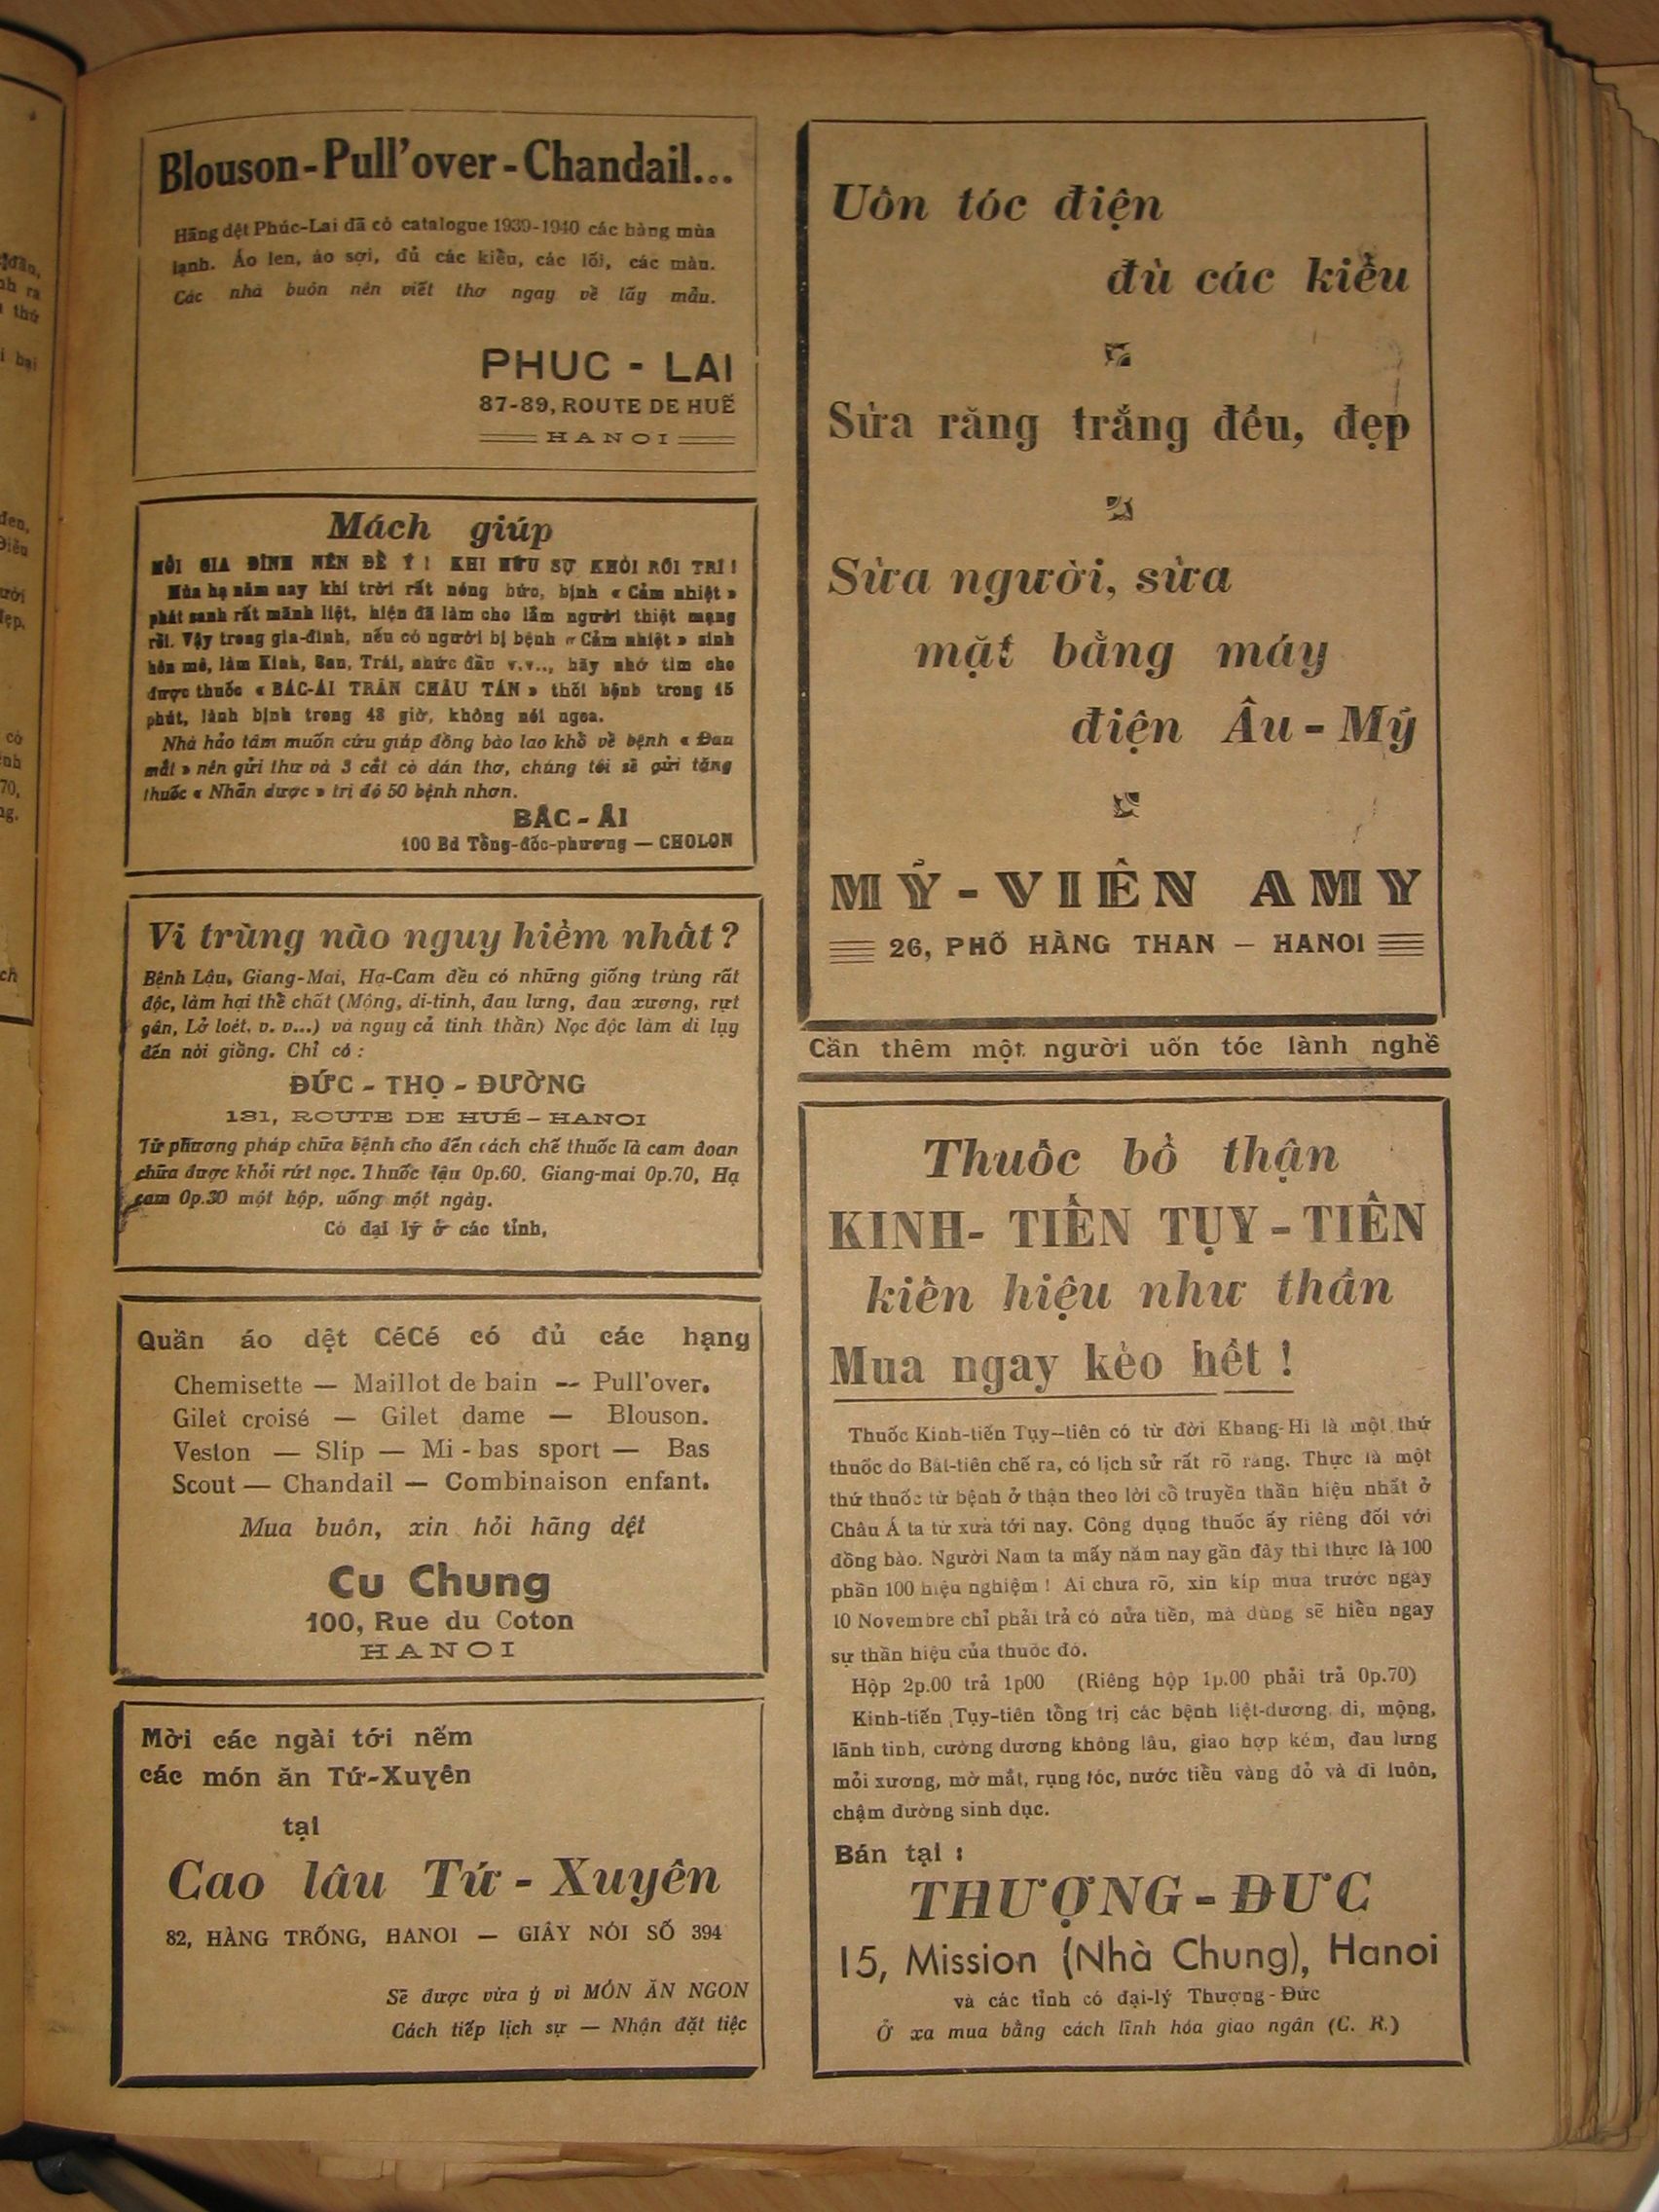 Blouson-Pull'over-Chandail...
Hãng dệt Phúc-Lai đã có catalogue 1939-1940 các hàng mùa
lạnh. Áo len, áo sợi, đủ các kiểu, các lối, các màu.
Các nhà buôn nên viết thơ ngay về lấy mẫu.
PHUC - LAI
87-89, ROUTE DE HUẾ
HANOI
Mách giúp
MỖI GIA ĐÌNH NÊN ĐỂ Ý ! KHI HỮU SỰ KHỎI RỐI TRÍ !
Mùa hạ năm nay khí trời rất nóng bức, bịnh « Cảm nhiệt »
phát sanh rất mãnh liệt, hiện đã làm cho lắm người thiệt mạng
rồi. Vậy trong gia-đình, nếu có người bị bệnh « Cảm nhiệt » sinh
hôn mê, làm Kinh, Ban, Trái, nhức đầu v.v.., hãy nhớ tìm cho
được thuốc « BÁC-ÁI TRÂN CHÂU TÁN » thối bệnh trong 15
phút, lành bịnh trong 48 giờ, không nói ngoa.
Nhà hảo tâm muốn cứu giúp đồng bào lao khổ về bệnh « Đau
mắt » nên gửi thư và 3 cắt cò dán thơ, chúng tôi sẽ gửi tặng
thuốc « Nhãn dược » trị độ 50 bệnh nhơn.
BÁC - ÁI
100 Bd Tổng-đốc-phương — CHOLON
Vi trùng nào nguy hiểm nhất ?
Bệnh Lậu, Giang-Mai, Hạ-Cam đều có những giống trùng rất
độc, làm hại thể chất (Mộng, di-tinh, đau lưng, đau xương, rựt
gân, Lở loét, v. v...) và nguy cả tinh thần) Nọc độc làm di lụy
đến nòi giống. Chỉ có :
ĐỨC - THỌ - ĐƯỜNG
131, ROUTE DE HUÉ – HANOI
Từ phương pháp chữa bệnh cho đến cách chế thuốc là cam đoan
chữa được khỏi rứt nọc. Thuốc lậu 0p.60, Giang-mai 0p.70, Hạ
cam 0p.30 một hộp, uống một ngày.
Có đại lý ở các tỉnh,
Quần áo dệt CéCé có đủ các hạng
Chemisette — Maillot de bain -- Pull'over.
Gilet croisé — Gilet dame — Blouson.
Veston — Slip — Mi - bas sport — Bas
Scout — Chandail — Combinaison enfant.
Mua buôn, xin hỏi hãng dệt
Cu Chung
100, Rue du Coton
HANOI
Mời các ngài tới nếm
các món ăn Tứ-Xuyên
tại
Cao lâu Tứ - Xuyên
82, HÀNG TRỐNG, HANOI — GIÂY NÓI SỐ 394
Sẽ được vừa ý vì MÓN ĂN NGON
Cách tiếp lịch sự — Nhận đặt tiệc
Uốn tóc điện
đủ các kiểu
Sửa răng trắng đều, đẹp
Sửa người, sửa
mặt bằng máy
điện Âu - Mỹ
MỸ - VIỆN AMY
26, PHỐ HÀNG THAN — HANOI
Cần thêm một người uốn tóc lành nghề
Thuốc bổ thận
KINH- TIẾN TỤY - TIÊN
kiến hiệu như thần
Mua ngay kẻo hết !
Thuốc Kinh-tiến Tụy-tiên có từ đời Khang-Hi là một thứ
thuốc do Bát-tiên chế ra, có lịch sử rất rõ ràng. Thực là một
thứ thuốc từ bệnh ở thận theo lời cổ truyền thần hiệu nhất ở
Châu Á ta từ xưa tới nay. Công dụng thuốc ấy riêng đối với
đồng bào. Người Nam ta mấy năm nay gần đây thì thực là 100
phần 100 hiệu nghiệm ! Ai chưa rõ, xin kíp mua trước ngày
10 Novembre chỉ phải trả có nửa tiền, mà dùng sẽ hiểu ngay
sự thần hiệu của thuốc đó.
Hộp 2p.00 trả 1p00 (Riêng hộp 1p.00 phải trả 0p.70)
Kinh-tiến Tụy-tiên tổng trị các bệnh liệt-dương, di, mộng,
lãnh tinh, cường dương không lâu, giao hợp kém, đau lưng
mỏi xương, mờ mắt, rụng tóc, nước tiểu vàng đỏ và đi luôn,
chậm đường sinh dục.
Bán tại :
THƯỢNG - ĐỨC
15, Mission (Nhà Chung), Hanoi
và các tỉnh có đại-lý Thượng - Đức
Ở xa mua bằng cách lĩnh hóa giao ngân (C. R.)